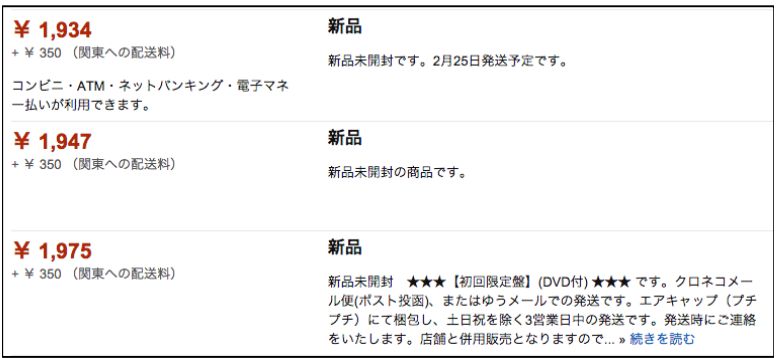 ￥ 1,934
+ ￥ 350 （関東への配送料）
コンビニ・ATM・ネットバンキング・電子マネ
ー払いが利用できます。
新品
新品未開封です。2月25日発送予定です。
￥ 1,947
+ ￥ 350 （関東への配送料）
新品
新品未開封の商品です。
￥ 1,975
+ ￥ 350 （関東への配送料）
新品
新品未開封　★★★【初回限定盤】(DVD付) ★★★ です。クロネコメー
ル便(ポスト投函)、またはゆうメールでの発送です。エアキャップ（プチ
プチ）にて梱包し、土日祝を除く3営業日中の発送です。発送時にご連絡
をいたします。店舗と併用販売となりますので... » 続きを読む